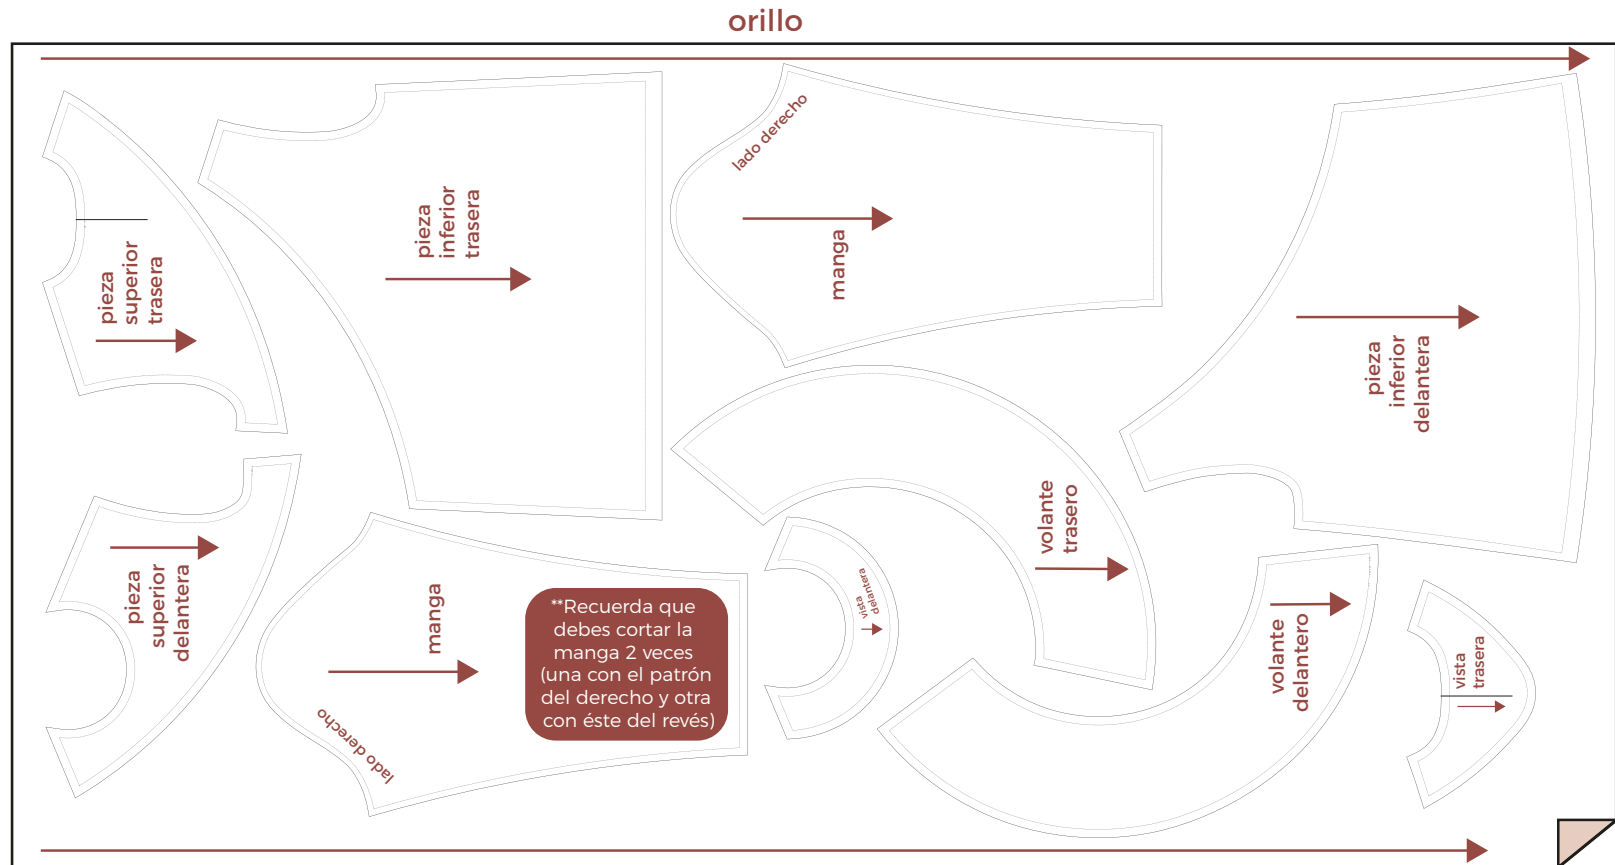 orillo
pieza
superior
trasera
pieza
inferior
trasera
lado derecho
manga
pieza
inferior
delantera
pieza
superior
delantera
manga
lado derecho
**Recuerda que
debes cortar la
manga 2 veces
(una con el patrón
del derecho y otra
con éste del revés)
vista
delantera
volante
trasero
volante
delantero
vista
trasera